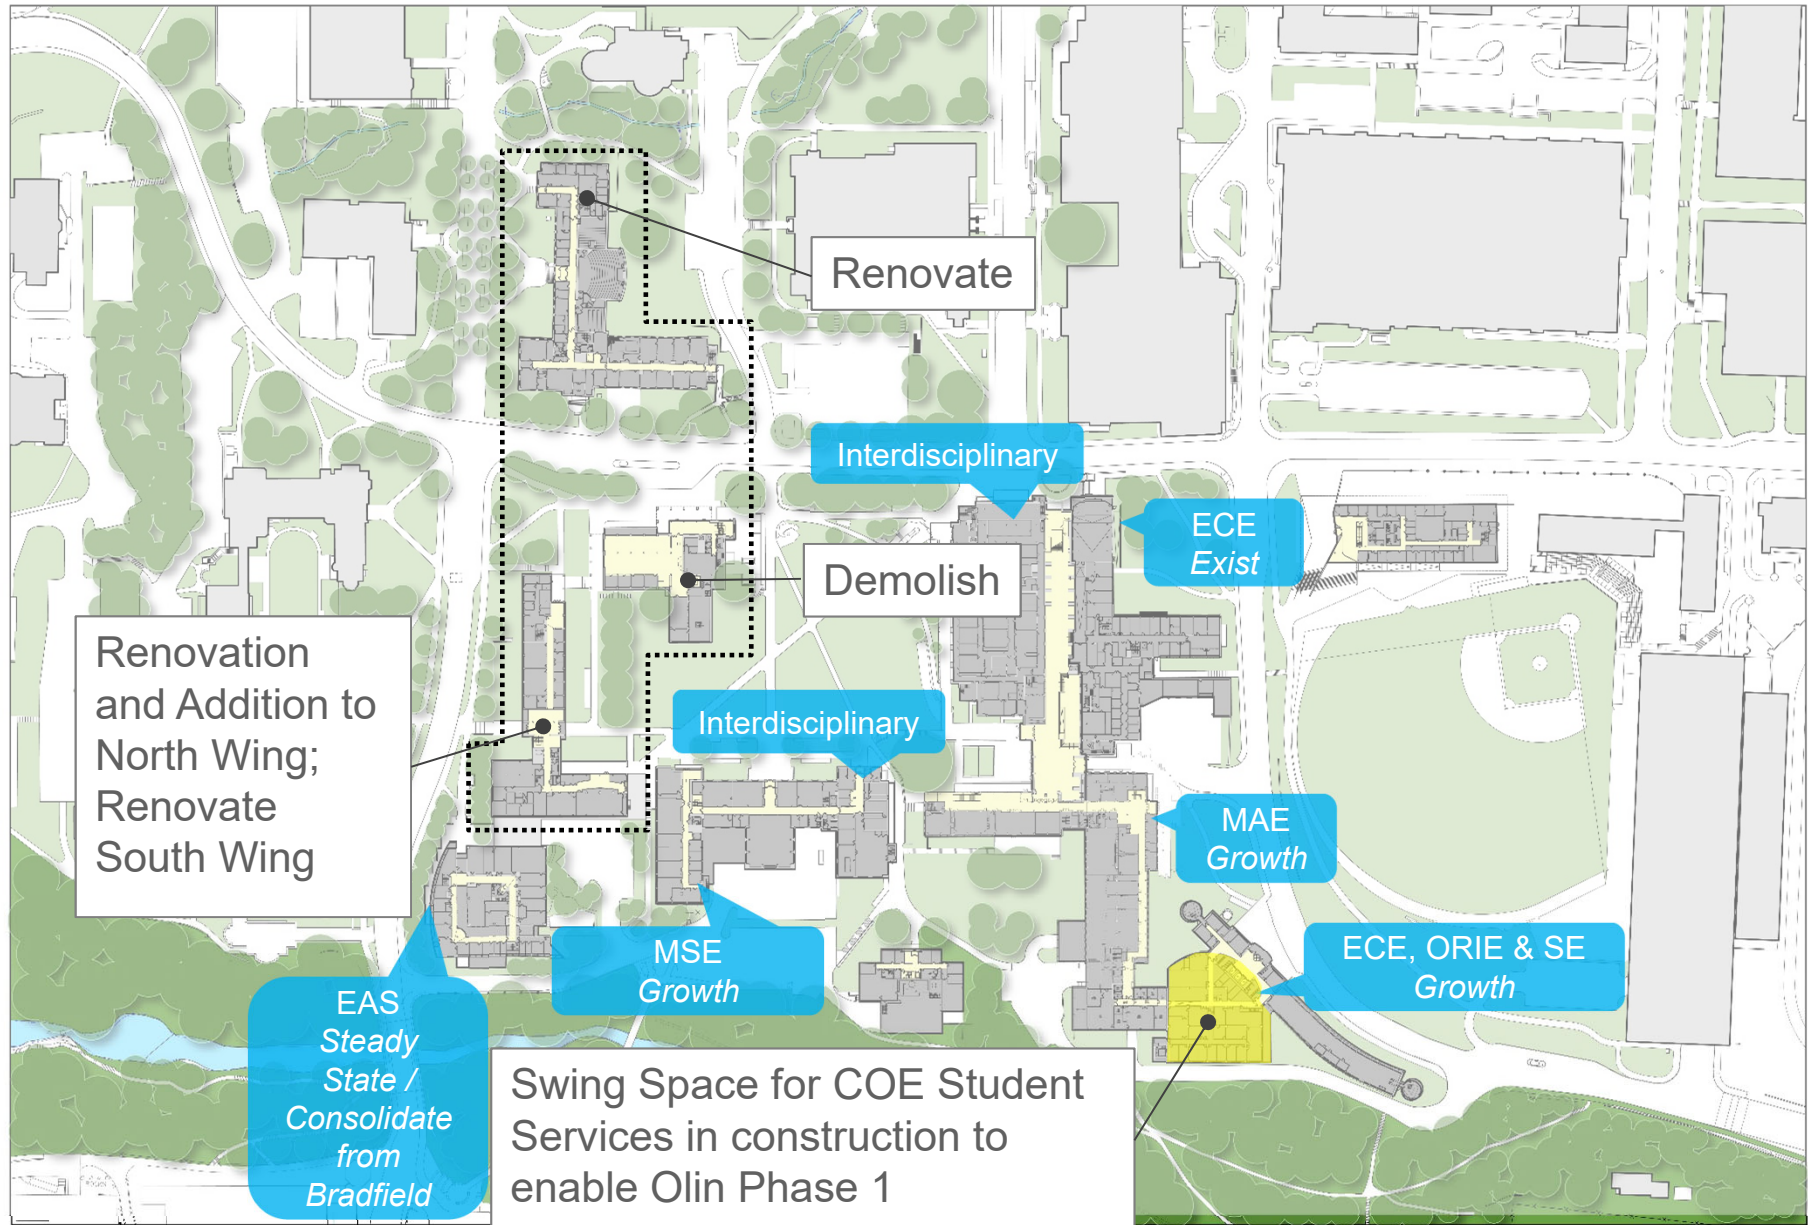 Renovate
Interdisciplinary
ECE
Exist
Demolish
Renovation
and Addition to
North Wing;
Renovate
South Wing
Interdisciplinary
MAE
Growth
MSE
Growth
ECE, ORIE & SE
Growth
EAS
Steady
State /
Consolidate
from
Bradfield
Swing Space for COE Student
Services in construction to
enable Olin Phase 1